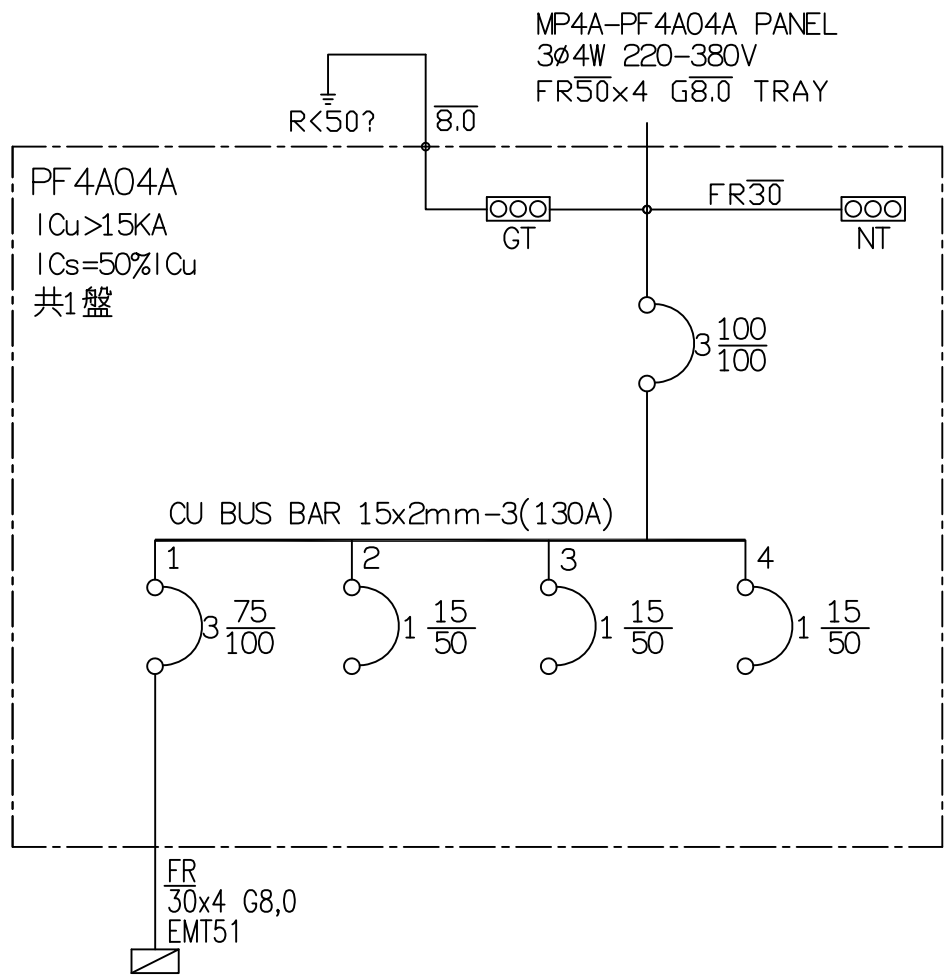 MP4A-PF4A04A PANEL
3ø4W 220-380V
FR50x4 G8.0 TRAY
R<50?
8.0
PF4A04A
ICu>15KA
ICs=50%ICu
共1盤
GT
FR30
NT
3 100/100
CU BUS BAR 15x2mm-3(130A)
1
2
3
4
3 75/100
1 15/50
1 15/50
1 15/50
FR
30x4 G8,0
EMT51